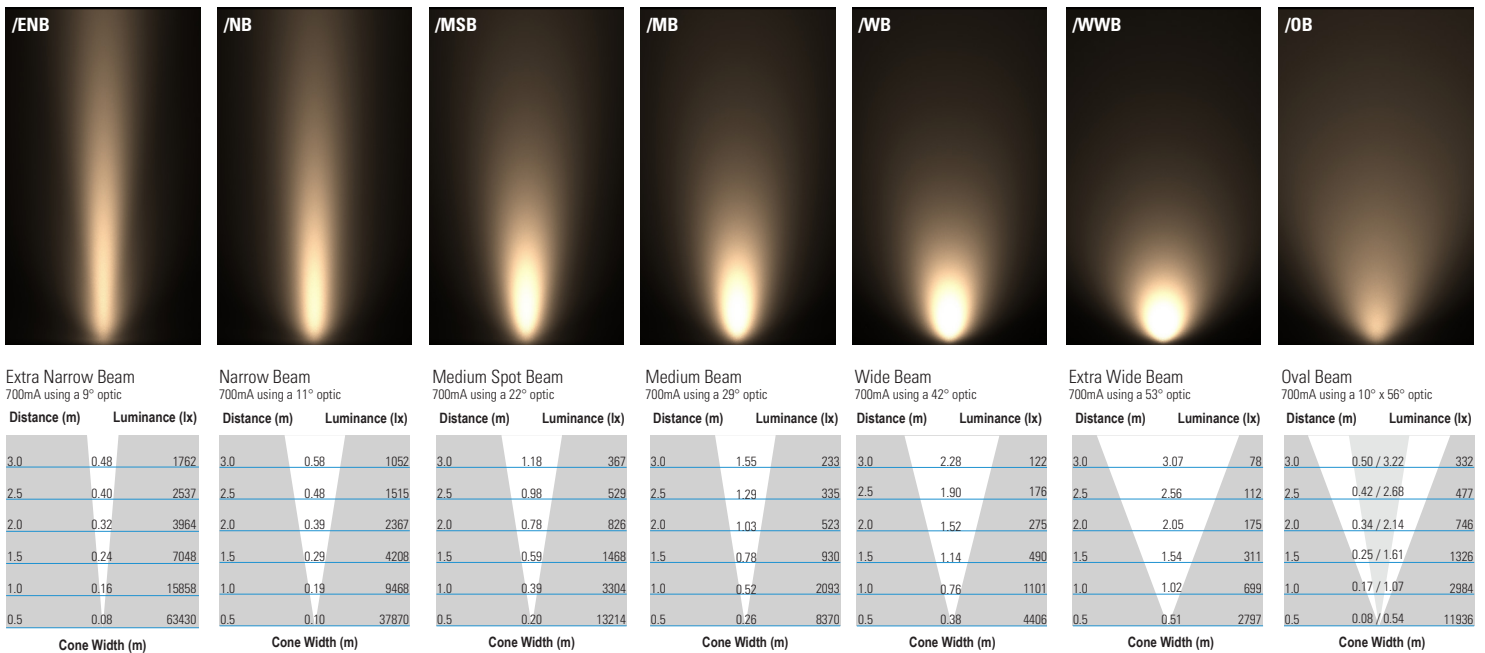 /ENB
/NB
/MSB
/MB
/WB
/WWB
/OB
Extra Narrow Beam
700mA using a 9° optic
Distance (m) Luminance (lx)
3.0 0.48 1762
2.5 0.40 2537
2.0 0.32 3964
1.5 0.24 7048
1.0 0.16 15858
0.5 0.08 63430
Cone Width (m)
Narrow Beam
700mA using a 11° optic
Distance (m) Luminance (lx)
3.0 0.58 1052
2.5 0.48 1515
2.0 0.39 2367
1.5 0.29 4208
1.0 0.19 9468
0.5 0.10 37870
Cone Width (m)
Medium Spot Beam
700mA using a 22° optic
Distance (m) Luminance (lx)
3.0 1.18 367
2.5 0.98 529
2.0 0.78 826
1.5 0.59 1468
1.0 0.39 3304
0.5 0.20 13214
Cone Width (m)
Medium Beam
700mA using a 29° optic
Distance (m) Luminance (lx)
3.0 1.55 233
2.5 1.29 335
2.0 1.03 523
1.5 0.78 930
1.0 0.52 2093
0.5 0.26 8370
Cone Width (m)
Wide Beam
700mA using a 42° optic
Distance (m) Luminance (lx)
3.0 2.28 122
2.5 1.90 176
2.0 1.52 275
1.5 1.14 490
1.0 0.76 1101
0.5 0.38 4406
Cone Width (m)
Extra Wide Beam
700mA using a 53° optic
Distance (m) Luminance (lx)
3.0 3.07 78
2.5 2.56 112
2.0 2.05 175
1.5 1.54 311
1.0 1.02 699
0.5 0.51 2797
Cone Width (m)
Oval Beam
700mA using a 10° x 56° optic
Distance (m) Luminance (lx)
3.0 0.50 / 3.22 332
2.5 0.42 / 2.68 477
2.0 0.34 / 2.14 746
1.5 0.25 / 1.61 1326
1.0 0.17 / 1.07 2984
0.5 0.08 / 0.54 11936
Cone Width (m)